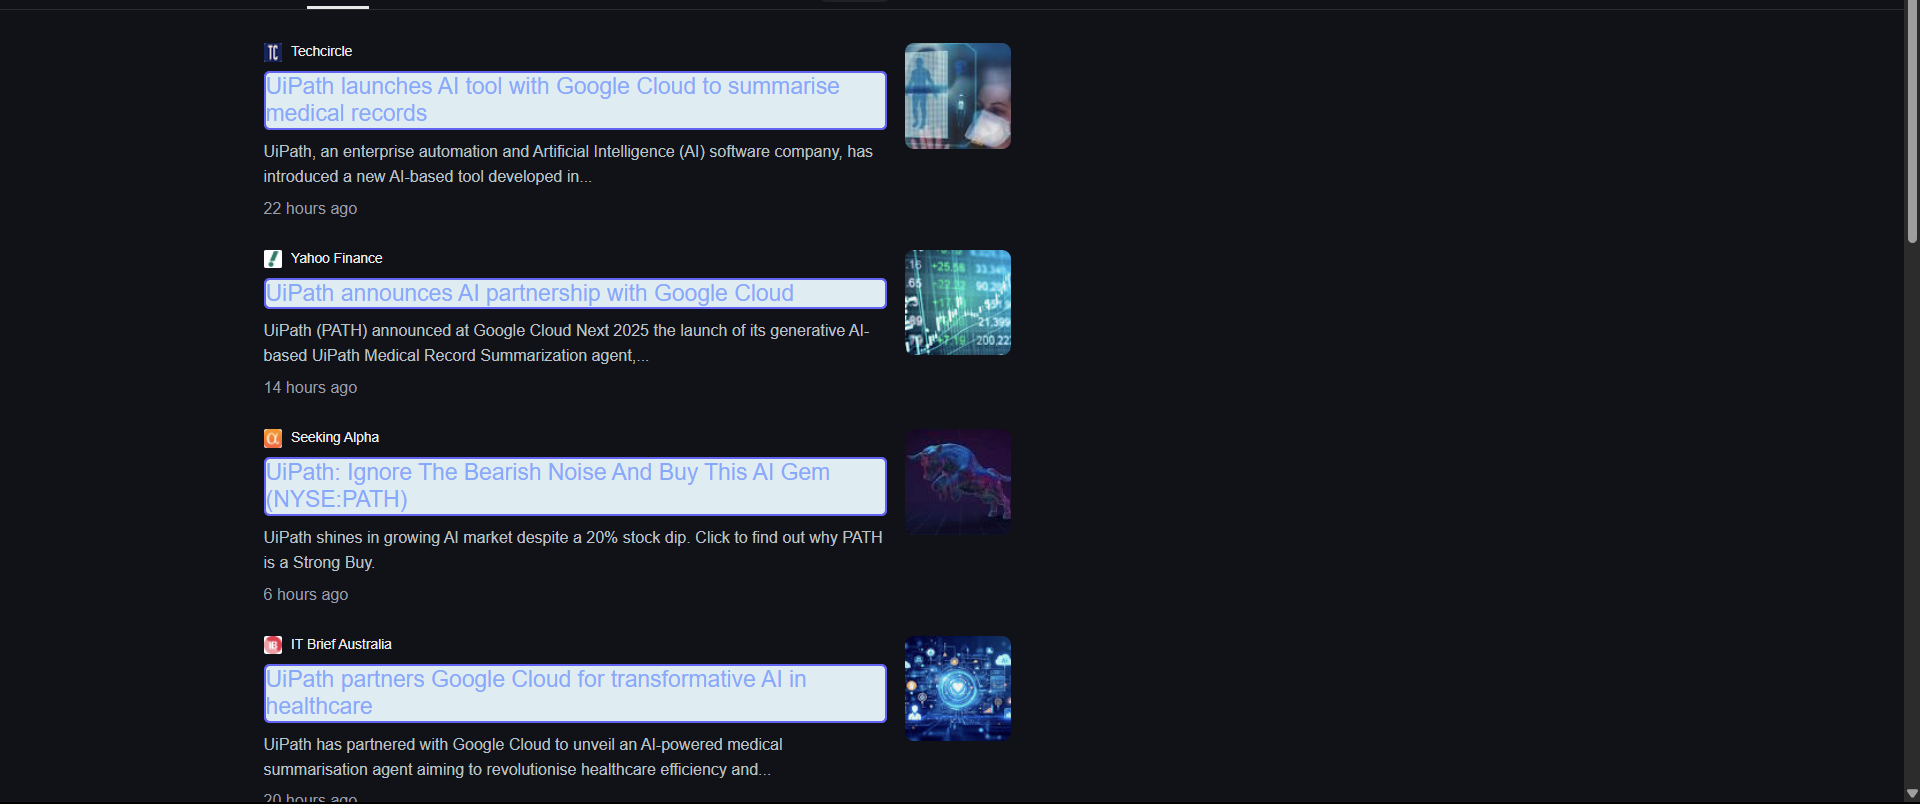 Techcircle
UiPath launches AI tool with Google Cloud to summarise
medical records
UiPath, an enterprise automation and Artificial Intelligence (AI) software company, has
introduced a new AI-based tool developed in...
22 hours ago
Yahoo Finance
UiPath announces AI partnership with Google Cloud
UiPath (PATH) announced at Google Cloud Next 2025 the launch of its generative AI-
based UiPath Medical Record Summarization agent,...
14 hours ago
Seeking Alpha
UiPath: Ignore The Bearish Noise And Buy This AI Gem
(NYSE:PATH)
UiPath shines in growing AI market despite a 20% stock dip. Click to find out why PATH
is a Strong Buy.
6 hours ago
IT Brief Australia
UiPath partners Google Cloud for transformative AI in
healthcare
UiPath has partnered with Google Cloud to unveil an AI-powered medical
summarisation agent aiming to revolutionise healthcare efficiency and...
20 hours ago